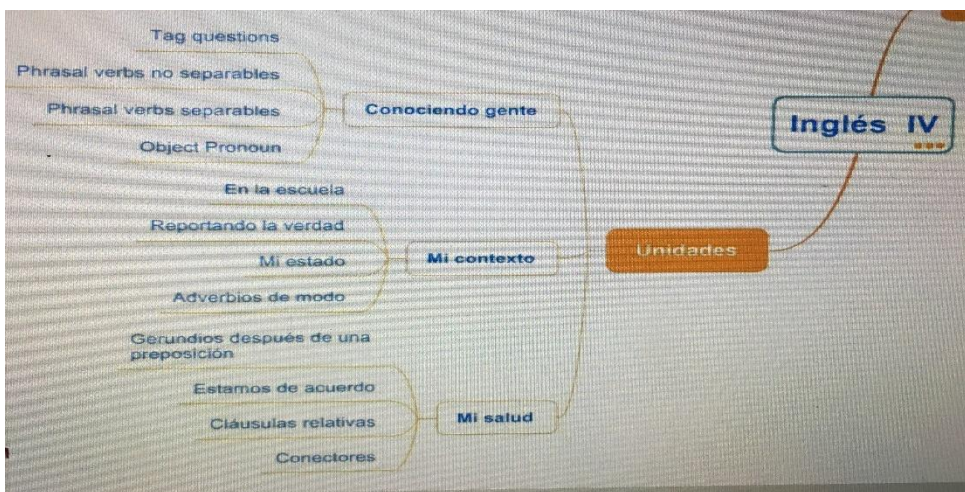 Inglés IV
Unidades
Conociendo gente
Tag questions
Phrasal verbs no separables
Phrasal verbs separables
Object Pronoun
Mi contexto
En la escuela
Reportando la verdad
Mi estado
Adverbios de modo
Mi salud
Gerundios después de una
preposición
Estamos de acuerdo
Cláusulas relativas
Conectores